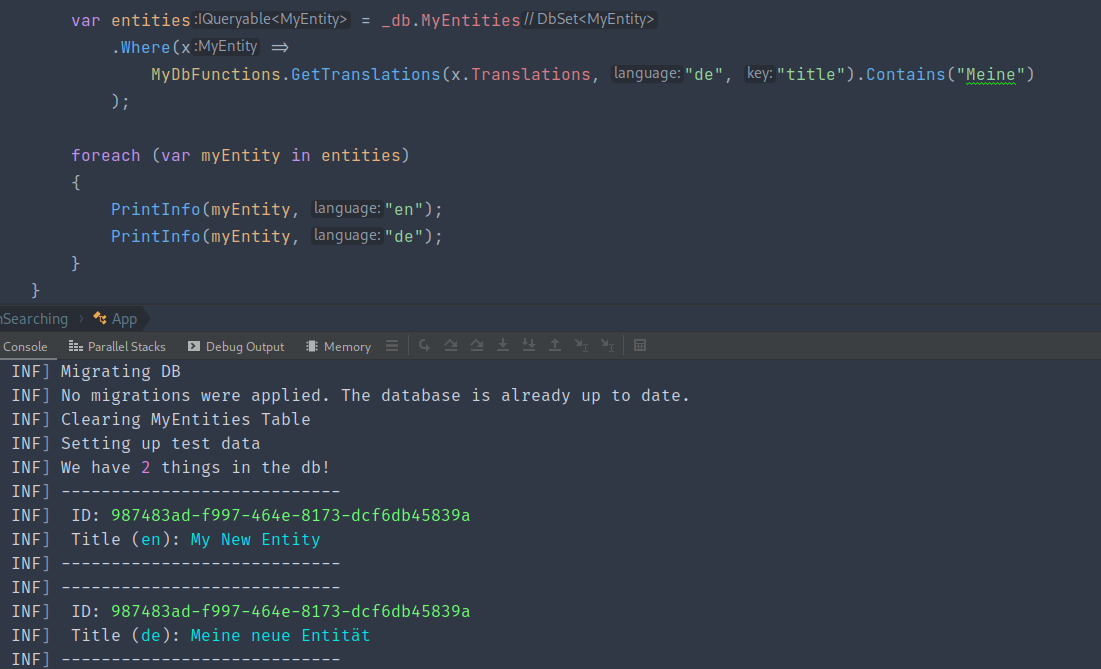 var entities :IQueryable<MyEntity> = _db.MyEntities // DbSet<MyEntity>
.Where(x :MyEntity =>
MyDbFunctions.GetTranslations(x.Translations, language: "de", key: "title").Contains("Meine")
);
foreach (var myEntity in entities)
{
PrintInfo(myEntity, language: "en");
PrintInfo(myEntity, language: "de");
}
}
nSearching > App
Console Parallel Stacks Debug Output Memory
INF] Migrating DB
INF] No migrations were applied. The database is already up to date.
INF] Clearing MyEntities Table
INF] Setting up test data
INF] We have 2 things in the db!
INF] ----------------------------
INF] ID: 987483ad-f997-464e-8173-dcf6db45839a
INF] Title (en): My New Entity
INF] ----------------------------
INF] ----------------------------
INF] ID: 987483ad-f997-464e-8173-dcf6db45839a
INF] Title (de): Meine neue Entität
INF] ----------------------------